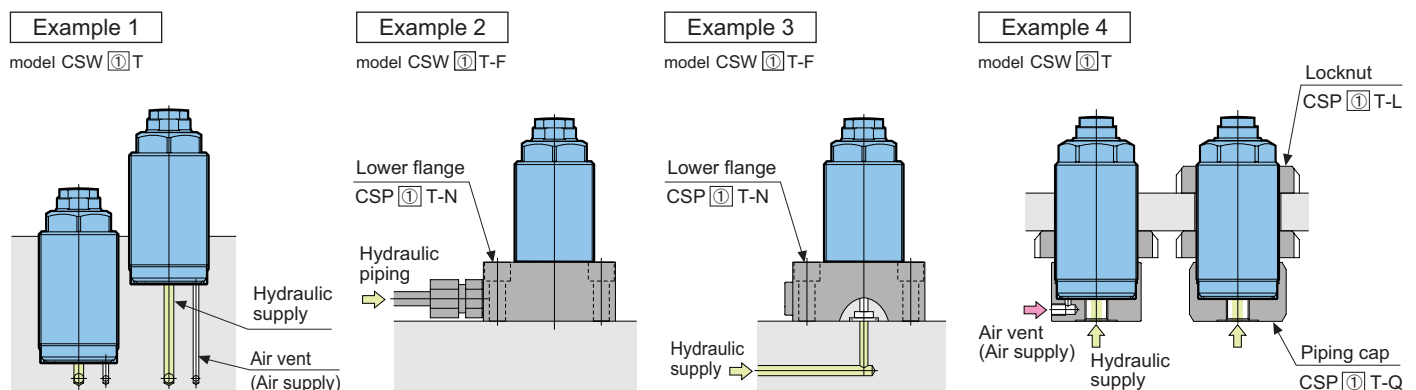 Example 1
model CSW ① T
Hydraulic
supply
Air vent
(Air supply)
Example 2
model CSW ① T-F
Lower flange
CSP ① T-N
Hydraulic
piping
Example 3
model CSW ① T-F
Lower flange
CSP ① T-N
Hydraulic
supply
Example 4
model CSW ① T
Locknut
CSP ① T-L
Air vent
(Air supply)
Hydraulic
supply
Piping cap
CSP ① T-Q